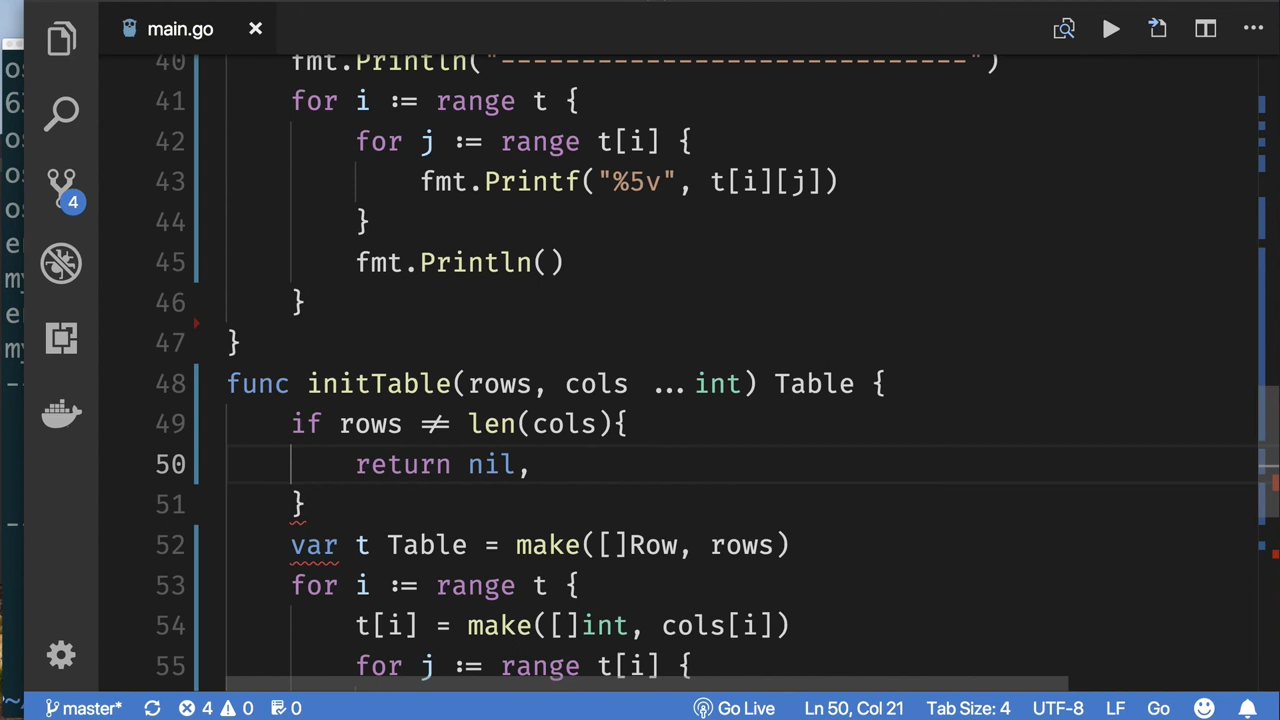 main.go
40 fmt.Println("-----------------------------")
41 for i := range t {
42 for j := range t[i] {
43 fmt.Printf("%5v", t[i][j])
44 }
45 fmt.Println()
46 }
47 }
48 func initTable(rows, cols ...int) Table {
49 if rows != len(cols){
50 return nil,
51 }
52 var t Table = make([]Row, rows)
53 for i := range t {
54 t[i] = make([]int, cols[i])
55 for j := range t[i] {
4
master* 4 0 0 Go Live Ln 50, Col 21 Tab Size: 4 UTF-8 LF Go